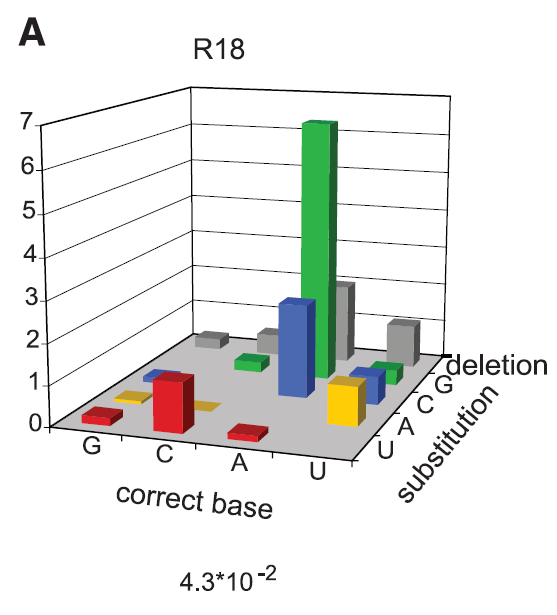 A
R18
7
6
5
4
3
2
1
0
G
C
A
U
correct base
U
A
C
G
deletion
substitution
4.3*10⁻²